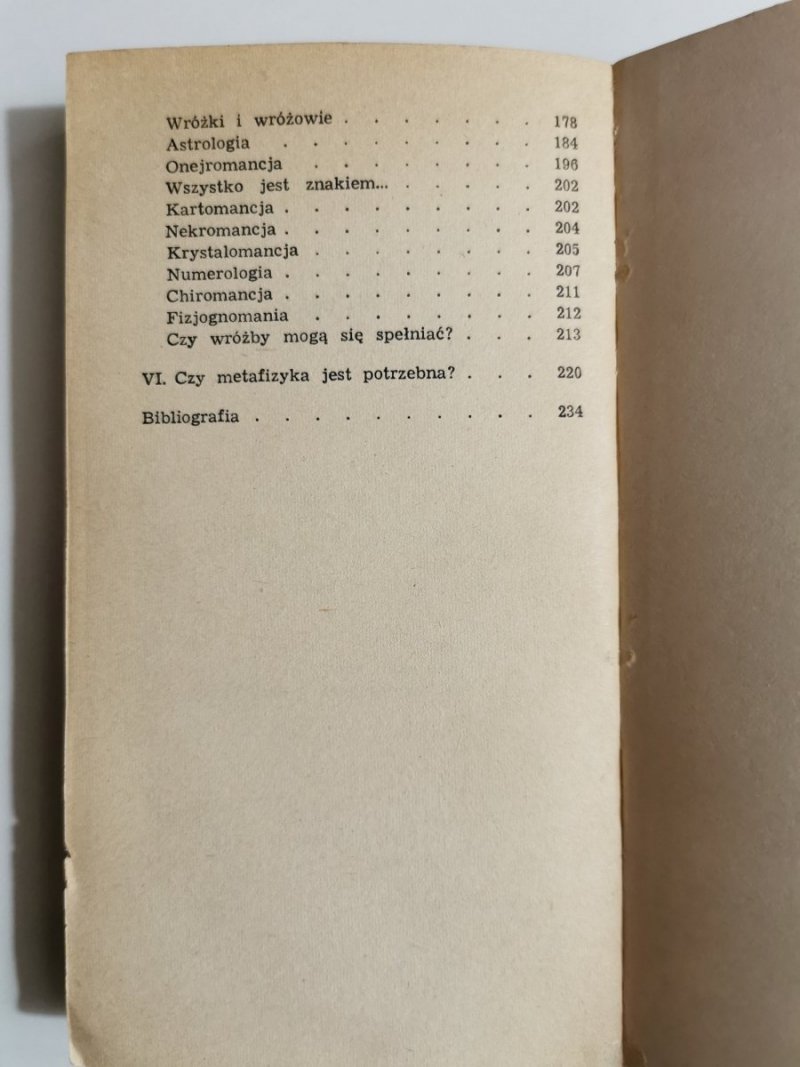 Wróżki i wróżowie . . . . . . . 178
Astrologia . . . . . . . . . 184
Onejromancja . . . . . . . . 196
Wszystko jest znakiem... . . . . . 202
Kartomancja . . . . . . . . . 202
Nekromancja . . . . . . . . . 204
Krystalomancja . . . . . . . . 205
Numerologia . . . . . . . . . 207
Chiromancja . . . . . . . . . 211
Fizjognomania . . . . . . . . 212
Czy wróżby mogą się spełniać? . . . 213
VI. Czy metafizyka jest potrzebna? . . . 220
Bibliografia . . . . . . . . . . 234